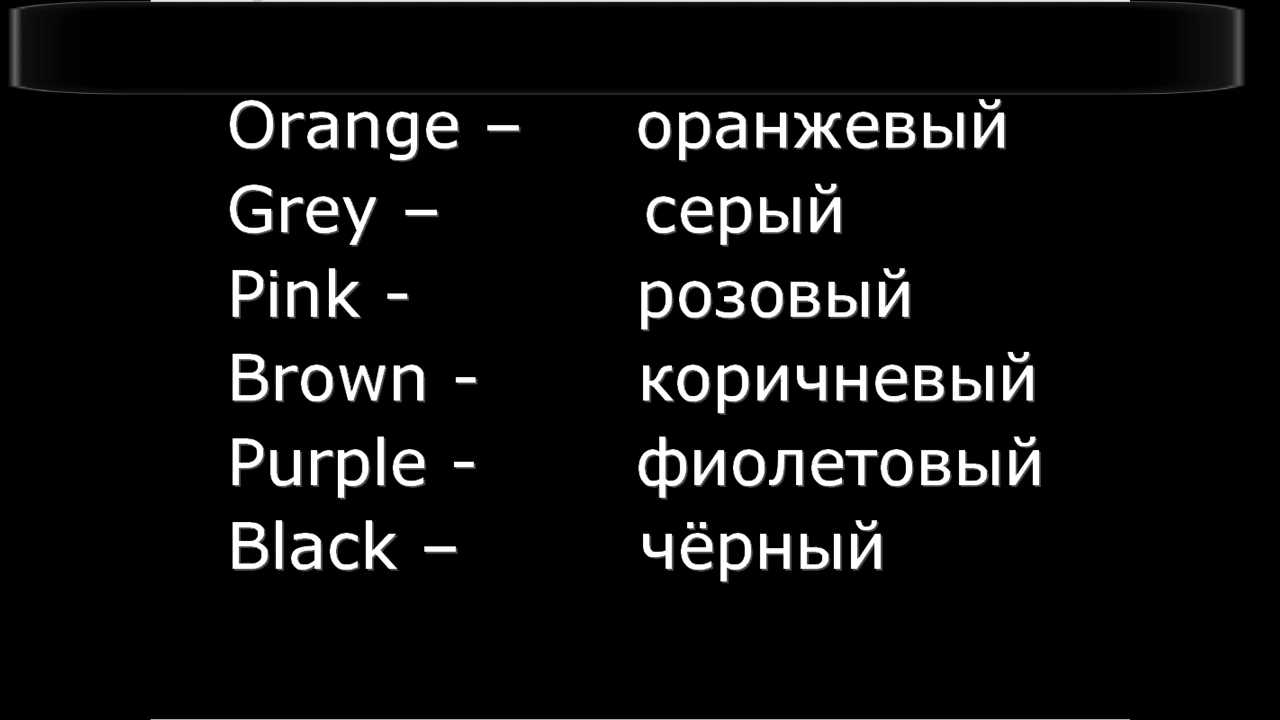 Orange – оранжевый
Grey – серый
Pink - розовый
Brown - коричневый
Purple - фиолетовый
Black – чёрный